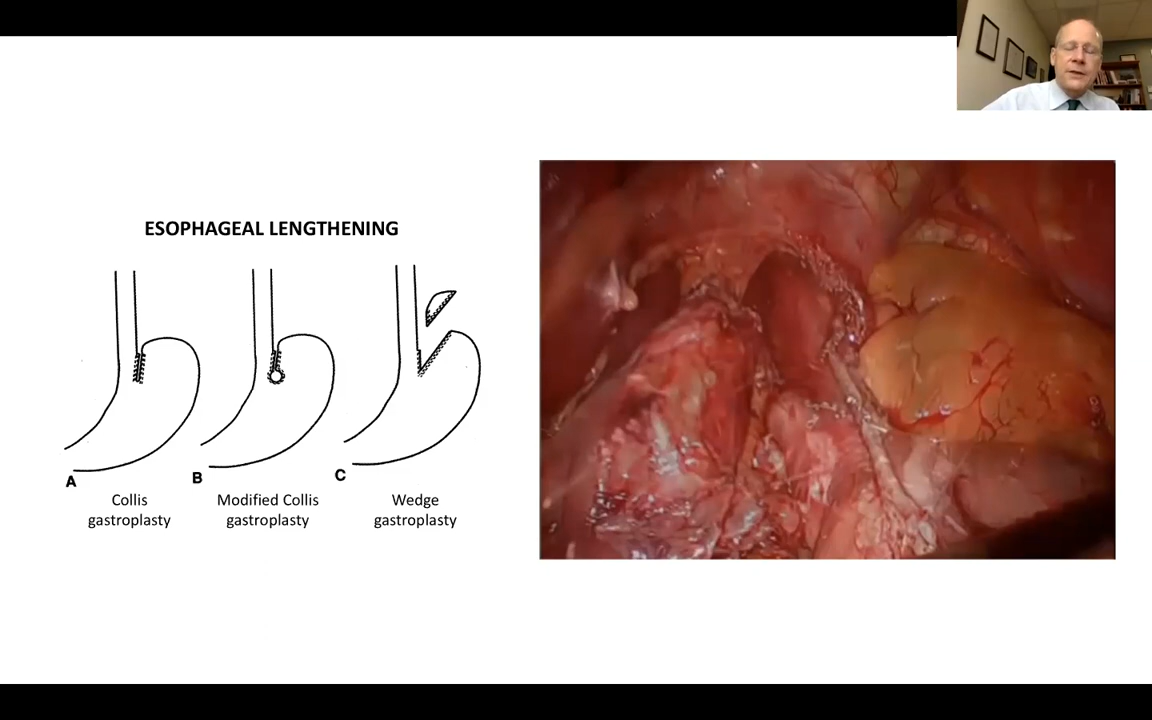 ESOPHAGEAL LENGTHENING
A
B
C
Collis
gastroplasty
Modified Collis
gastroplasty
Wedge
gastroplasty